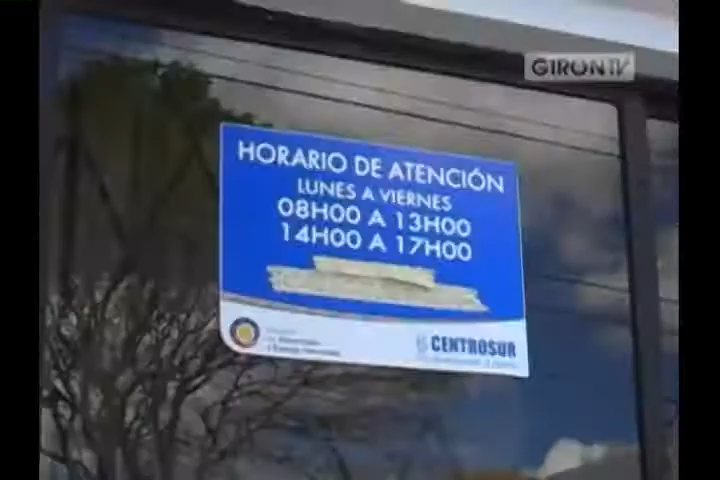 GIRONTV
HORARIO DE ATENCIÓN
LUNES A VIERNES
08H00 A 13H00
14H00 A 17H00
CENTROSUR